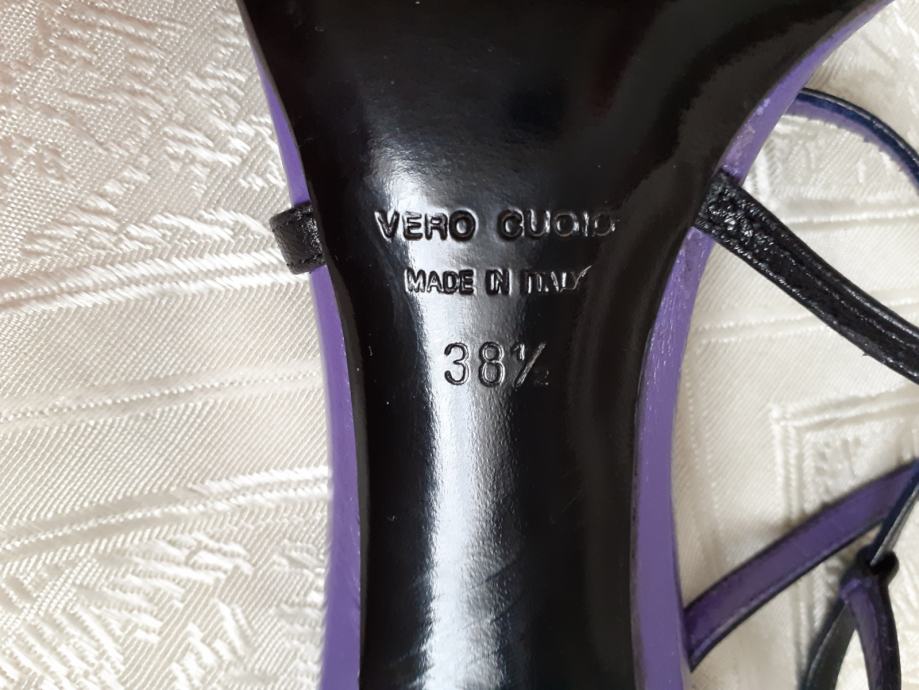 VERO CUOIO
MADE IN ITALY
38½